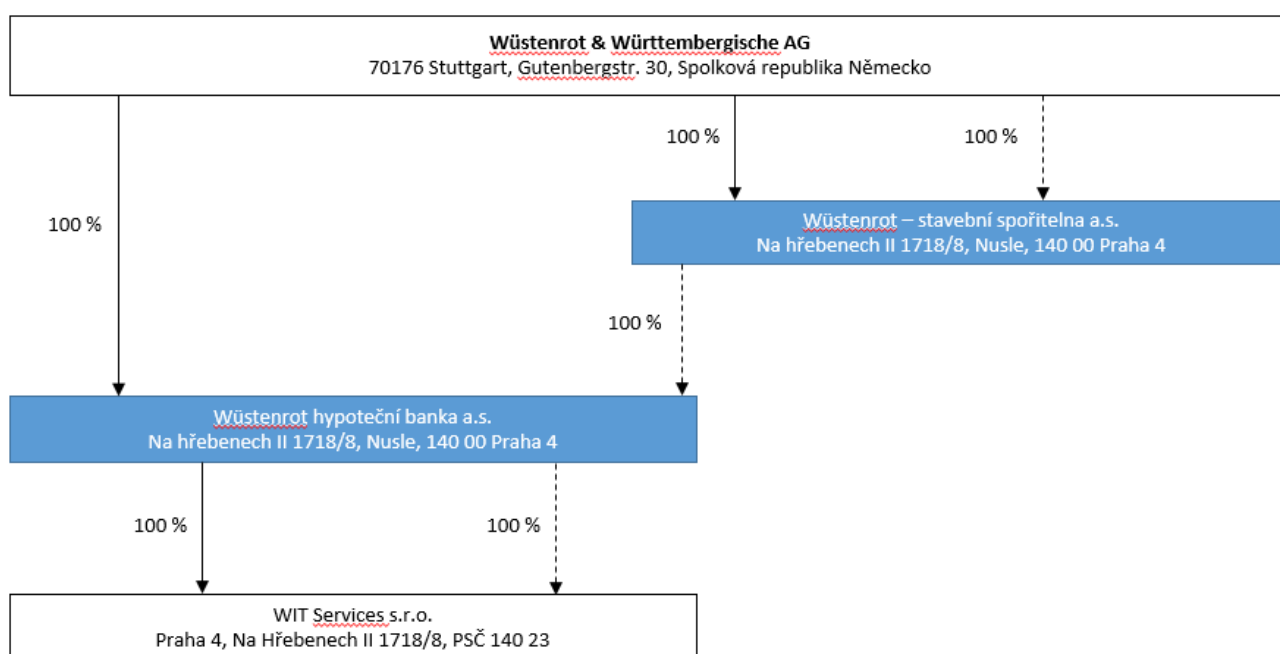 Wüstenrot & Württembergische AG
70176 Stuttgart, Gutenbergstr. 30, Spolková republika Německo
100 %
100 %
100 %
Wüstenrot – stavební spořitelna a.s.
Na hřebenech II 1718/8, Nusle, 140 00 Praha 4
100 %
Wüstenrot hypoteční banka a.s.
Na hřebenech II 1718/8, Nusle, 140 00 Praha 4
100 %
100 %
WIT Services s.r.o.
Praha 4, Na Hřebenech II 1718/8, PSČ 140 23